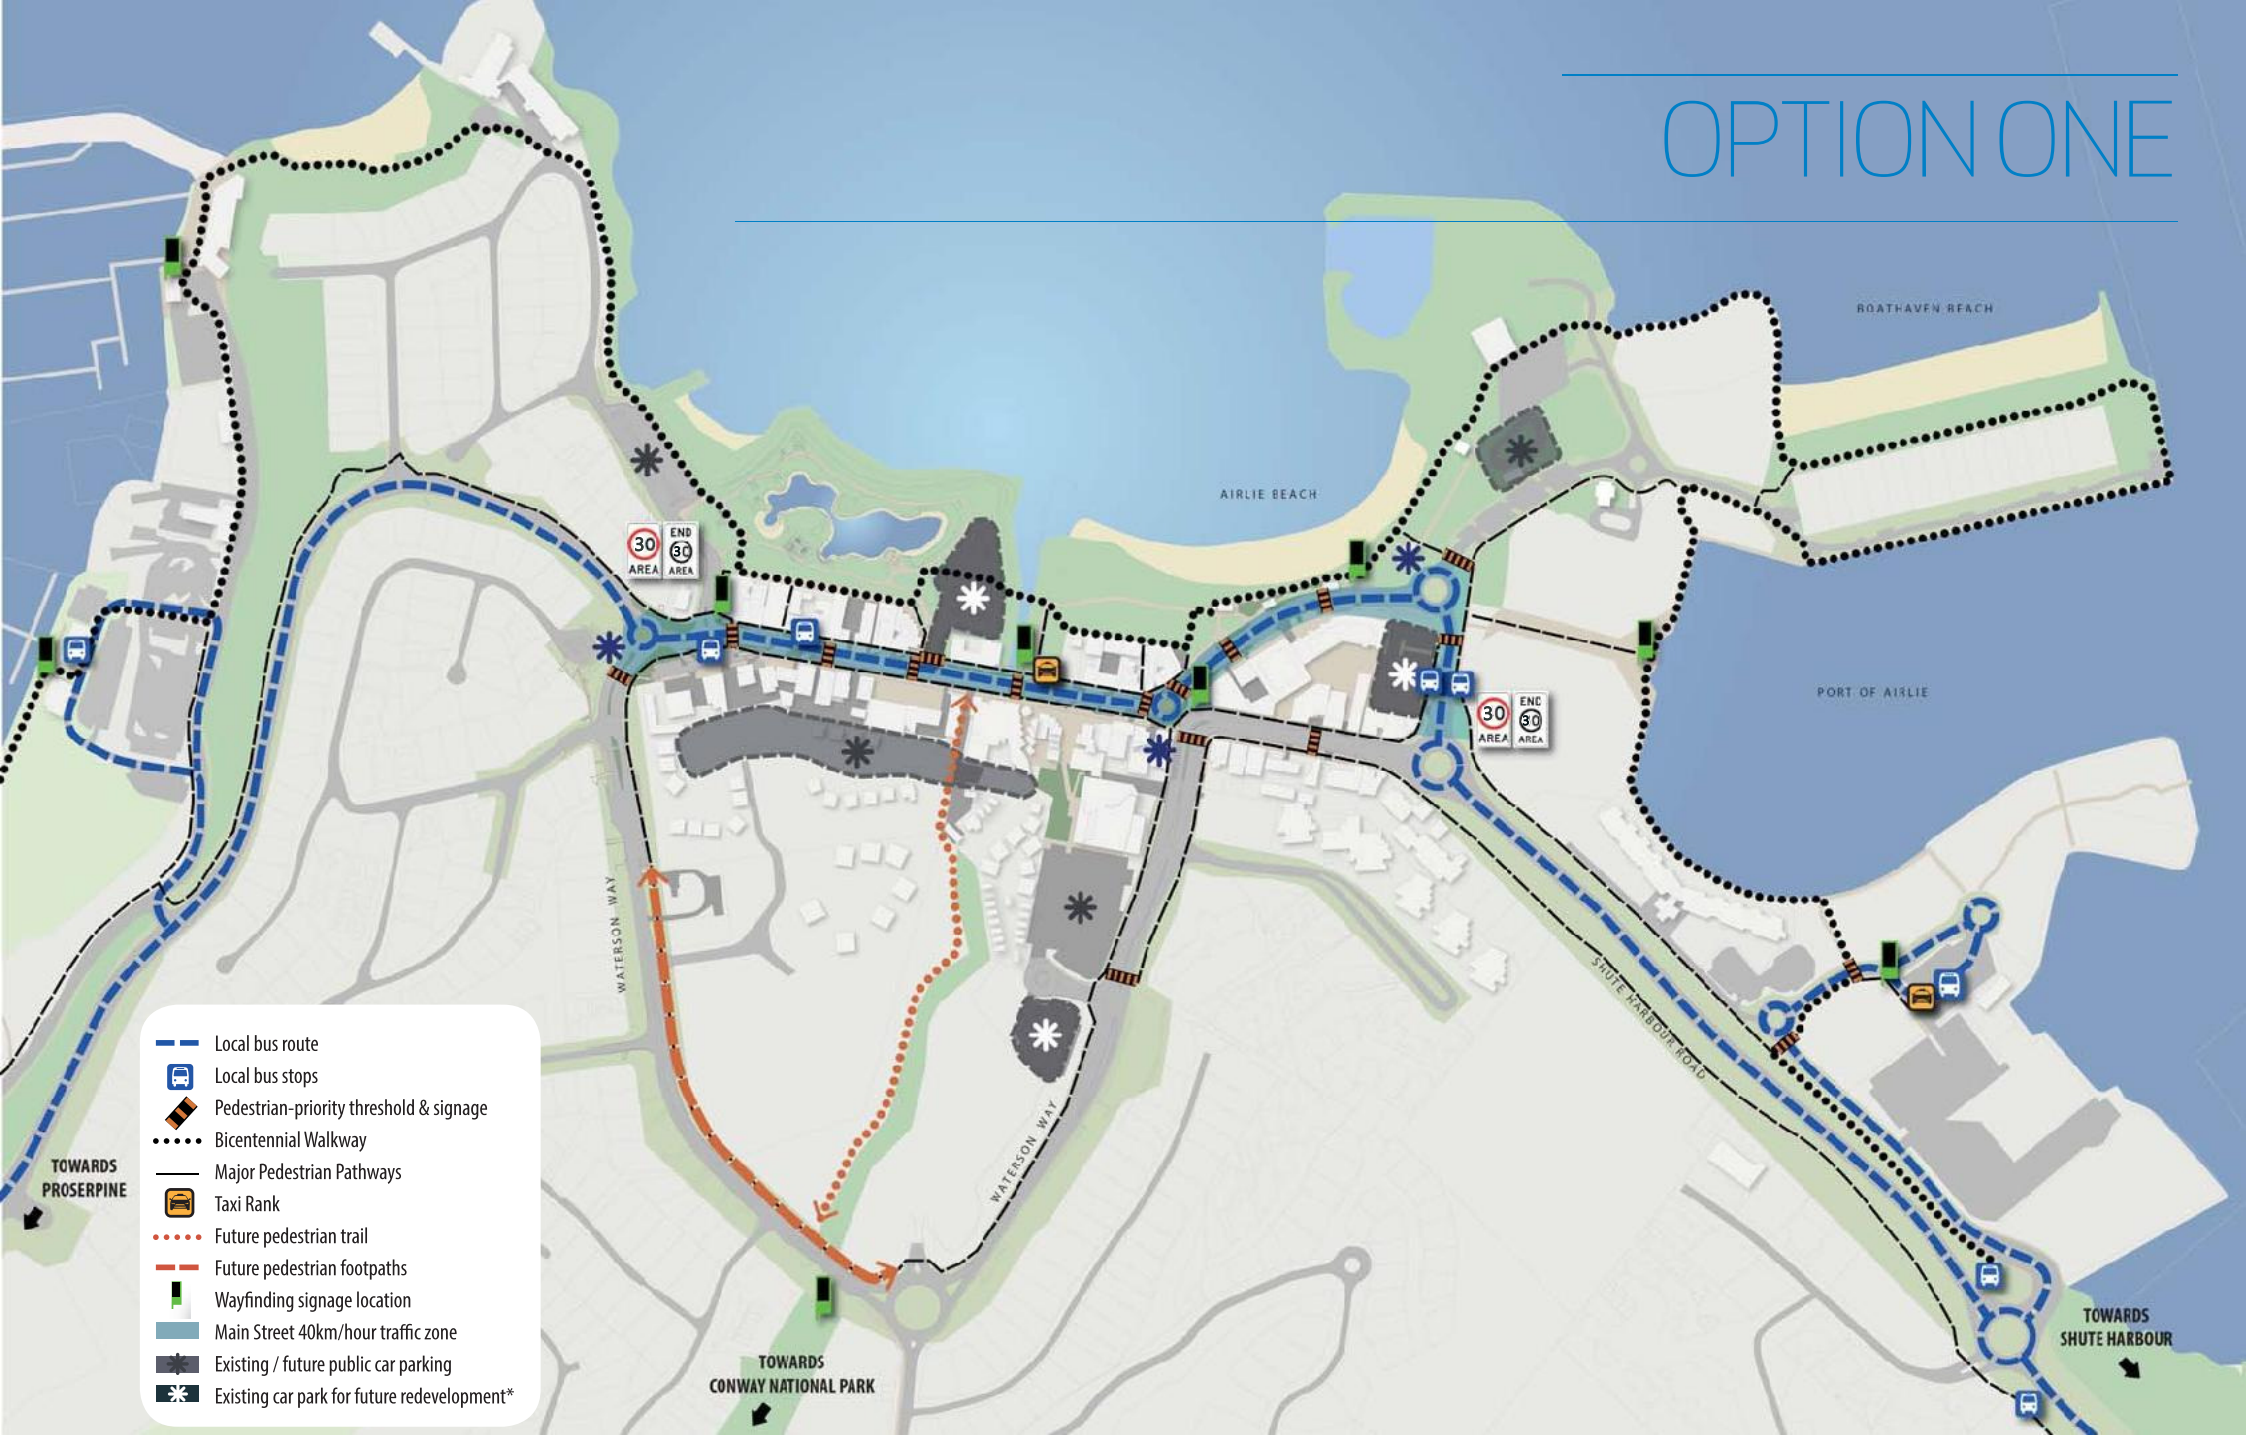 OPTION ONE
BOATHAVEN BEACH
AIRLIE BEACH
30
AREA
END
30
AREA
PORT OF AIRLIE
30
AREA
END
30
AREA
WATERSON WAY
SHUTE HARBOUR ROAD
WATERSON WAY
TOWARDS
PROSERPINE
Local bus route
Local bus stops
Pedestrian-priority threshold & signage
Bicentennial Walkway
Major Pedestrian Pathways
Taxi Rank
Future pedestrian trail
Future pedestrian footpaths
Wayfinding signage location
Main Street 40km/hour traffic zone
Existing / future public car parking
Existing car park for future redevelopment*
TOWARDS
CONWAY NATIONAL PARK
TOWARDS
SHUTE HARBOUR